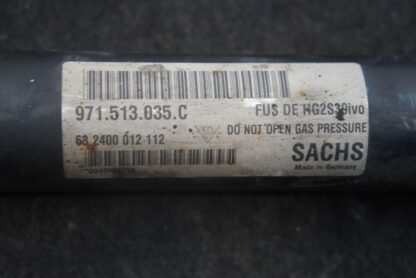 971.513.035.C
FUS DE HG2S30ivo
DO NOT OPEN GAS PRESSURE
63 2400 012 112
SACHS
Made in Germany